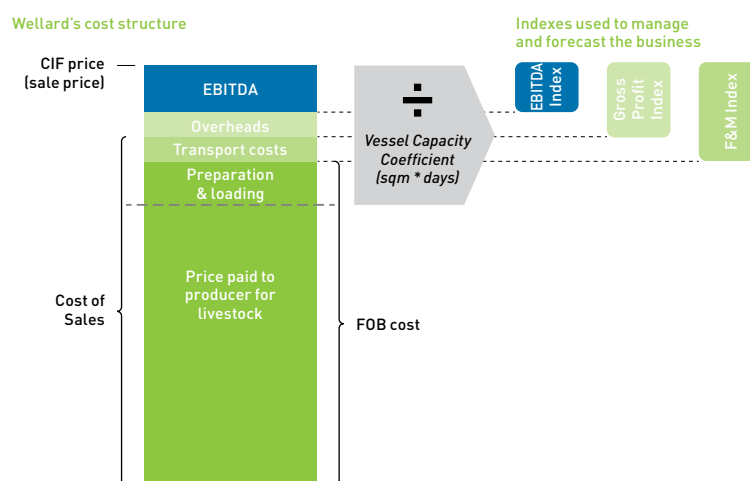 Wellard’s cost structure
Indexes used to manage
and forecast the business
CIF price
(sale price)
EBITDA
Overheads
Transport costs
Preparation
& loading
Price paid to
producer for
livestock
Cost of
Sales
FOB cost
÷
Vessel Capacity
Coefficient
(sqm * days)
EBITDA
Index
Gross
Profit
Index
F&M Index